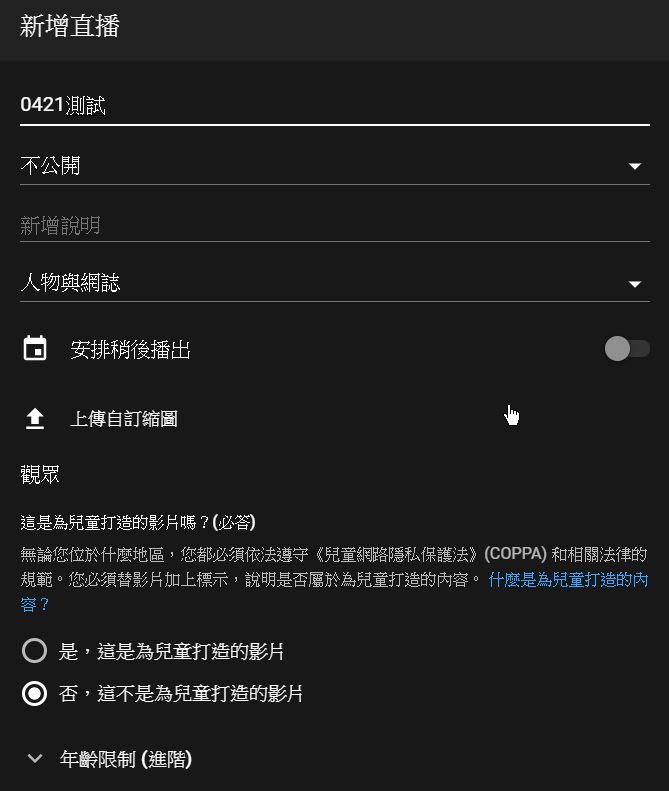 新增直播
0421測試
不公開
新增說明
人物與網誌
安排稍後播出
上傳自訂縮圖
觀眾
這是為兒童打造的影片嗎？(必答)
無論您位於什麼地區，您都必須依法遵守《兒童網路隱私保護法》(COPPA) 和相關法律的
規範。您必須替影片加上標示，說明是否屬於為兒童打造的內容。 什麼是為兒童打造的內
容？
是，這是為兒童打造的影片
否，這不是為兒童打造的影片
年齡限制 (進階)